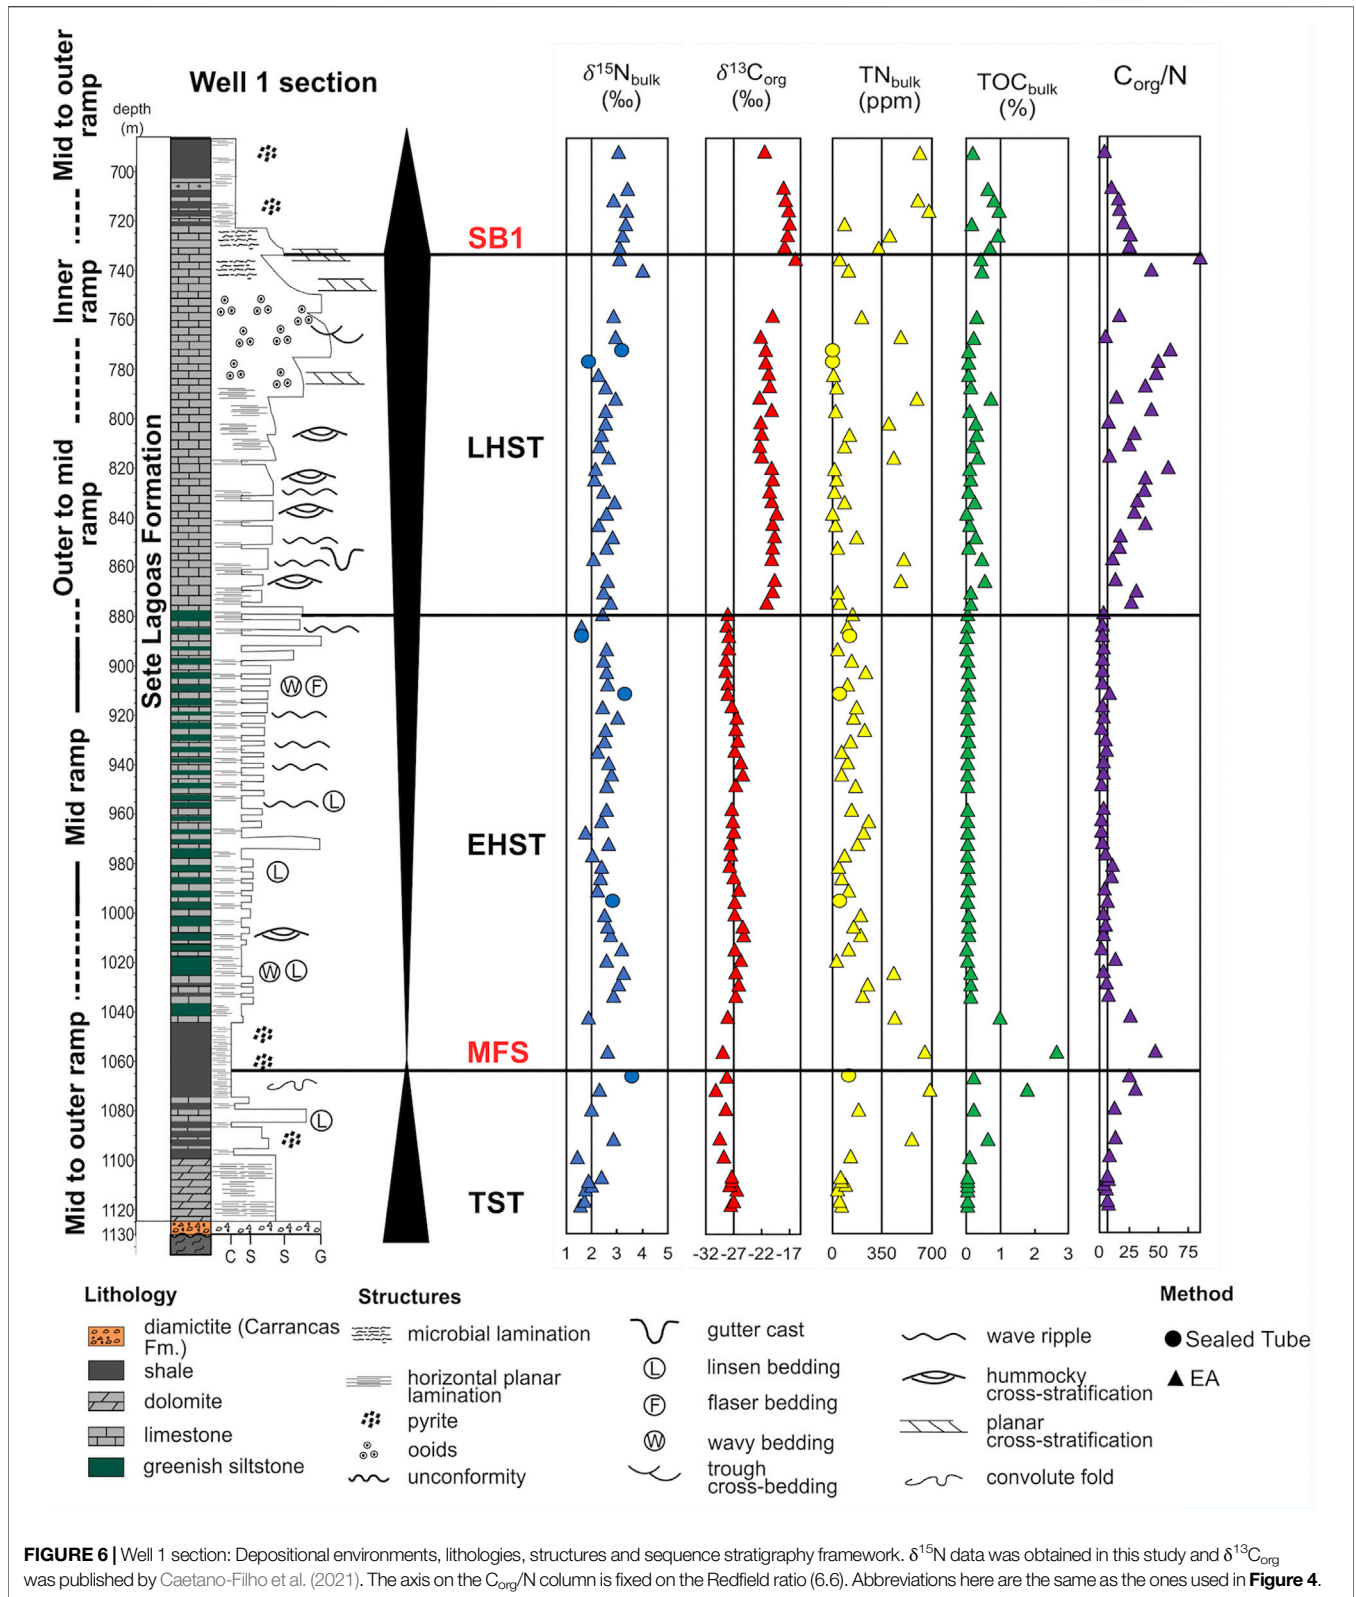 Well 1 section
depth
(m)
δ¹⁵N_bulk
(‰)
δ¹³C_org
(‰)
TN_bulk
(ppm)
TOC_bulk
(%)
C_org/N
Mid to outer
ramp
Inner
ramp
Outer to mid
ramp
Mid ramp
Mid to outer ramp
Sete Lagoas Formation
700
720
740
760
780
800
820
840
860
880
900
920
940
960
980
1000
1020
1040
1060
1080
1100
1120
1130
SB1
LHST
EHST
MFS
TST
W F
L
L
W L
L
C S S G
1 2 3 4 5
-32 -27 -22 -17
0 350 700
0 1 2 3
0 25 50 75
Lithology
diamictite (Carrancas
Fm.)
shale
dolomite
limestone
greenish siltstone
Structures
microbial lamination
horizontal planar
lamination
pyrite
ooids
unconformity
gutter cast
L linsen bedding
F flaser bedding
W wavy bedding
trough
cross-bedding
wave ripple
hummocky
cross-stratification
planar
cross-stratification
convolute fold
Method
Sealed Tube
EA
FIGURE 6 | Well 1 section: Depositional environments, lithologies, structures and sequence stratigraphy framework. δ¹⁵N data was obtained in this study and δ¹³C_org
was published by Caetano-Filho et al. (2021). The axis on the C_org/N column is fixed on the Redfield ratio (6.6). Abbreviations here are the same as the ones used in Figure 4.